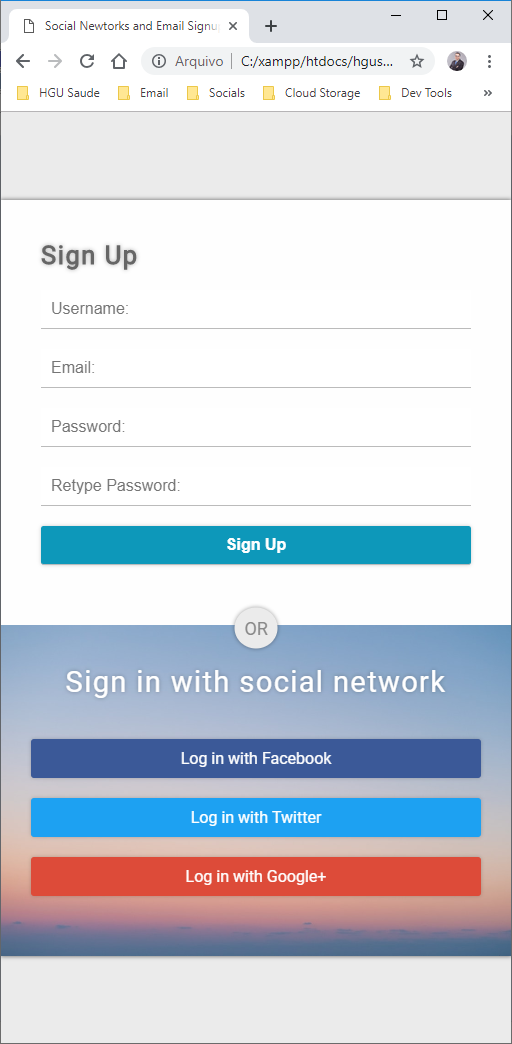 Social Newtorks and Email Signu
Arquivo | C:/xampp/htdocs/hgus...
HGU Saude Email Socials Cloud Storage Dev Tools »
Sign Up
Username:
Email:
Password:
Retype Password:
Sign Up
OR
Sign in with social network
Log in with Facebook
Log in with Twitter
Log in with Google+